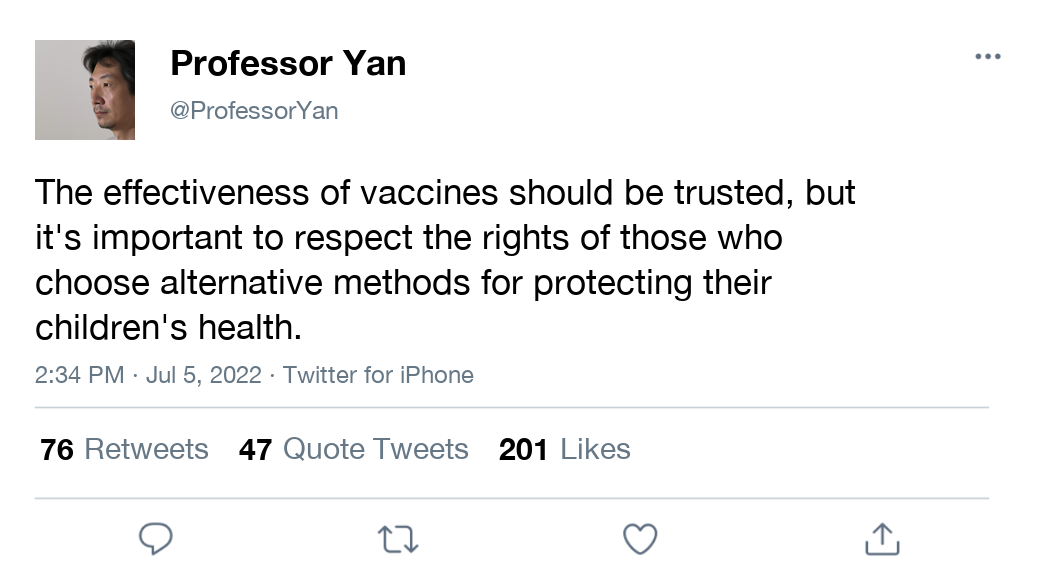 Professor Yan
@ProfessorYan
The effectiveness of vaccines should be trusted, but
it's important to respect the rights of those who
choose alternative methods for protecting their
children's health.
2:34 PM · Jul 5, 2022 · Twitter for iPhone
76 Retweets 47 Quote Tweets 201 Likes